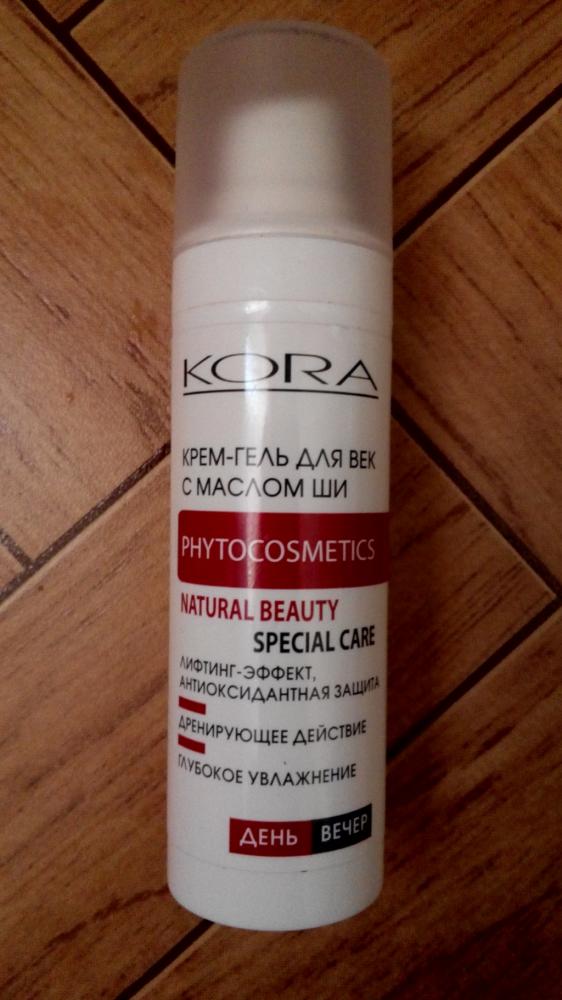 KORA
КРЕМ-ГЕЛЬ ДЛЯ ВЕК
С МАСЛОМ ШИ
PHYTOCOSMETICS
NATURAL BEAUTY
SPECIAL CARE
ЛИФТИНГ-ЭФФЕКТ,
АНТИОКСИДАНТНАЯ ЗАЩИТА
ДРЕНИРУЮЩЕЕ ДЕЙСТВИЕ
ГЛУБОКОЕ УВЛАЖНЕНИЕ
ДЕНЬ ВЕЧЕР